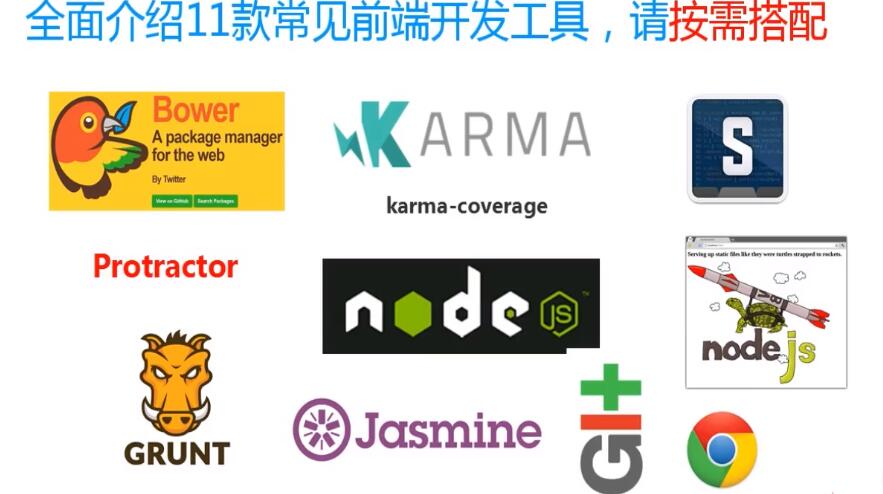 全面介绍11款常见前端开发工具，请按需搭配
Bower
A package manager
for the web
By Twitter
View on GitHub
Search Packages
KARMA
karma-coverage
S
Protractor
node JS ™
Serving up static files like they were turtles strapped to rockets.
node js
GRUNT
Jasmine
GIt